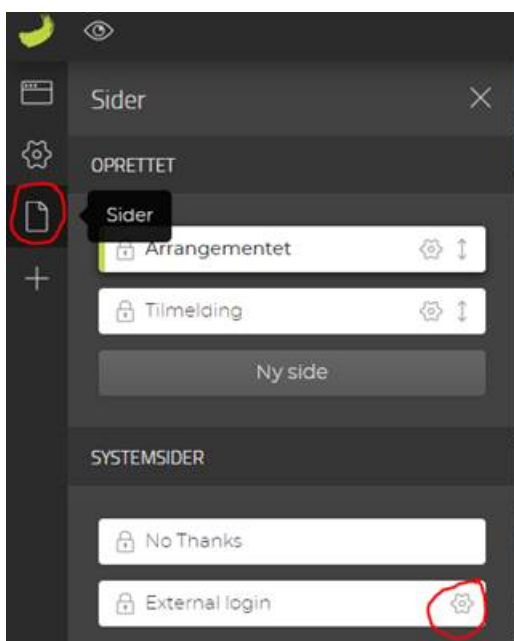 Sider
OPRETTET
Sider
Arrangementet
Tilmelding
Ny side
SYSTEMSIDER
No Thanks
External login